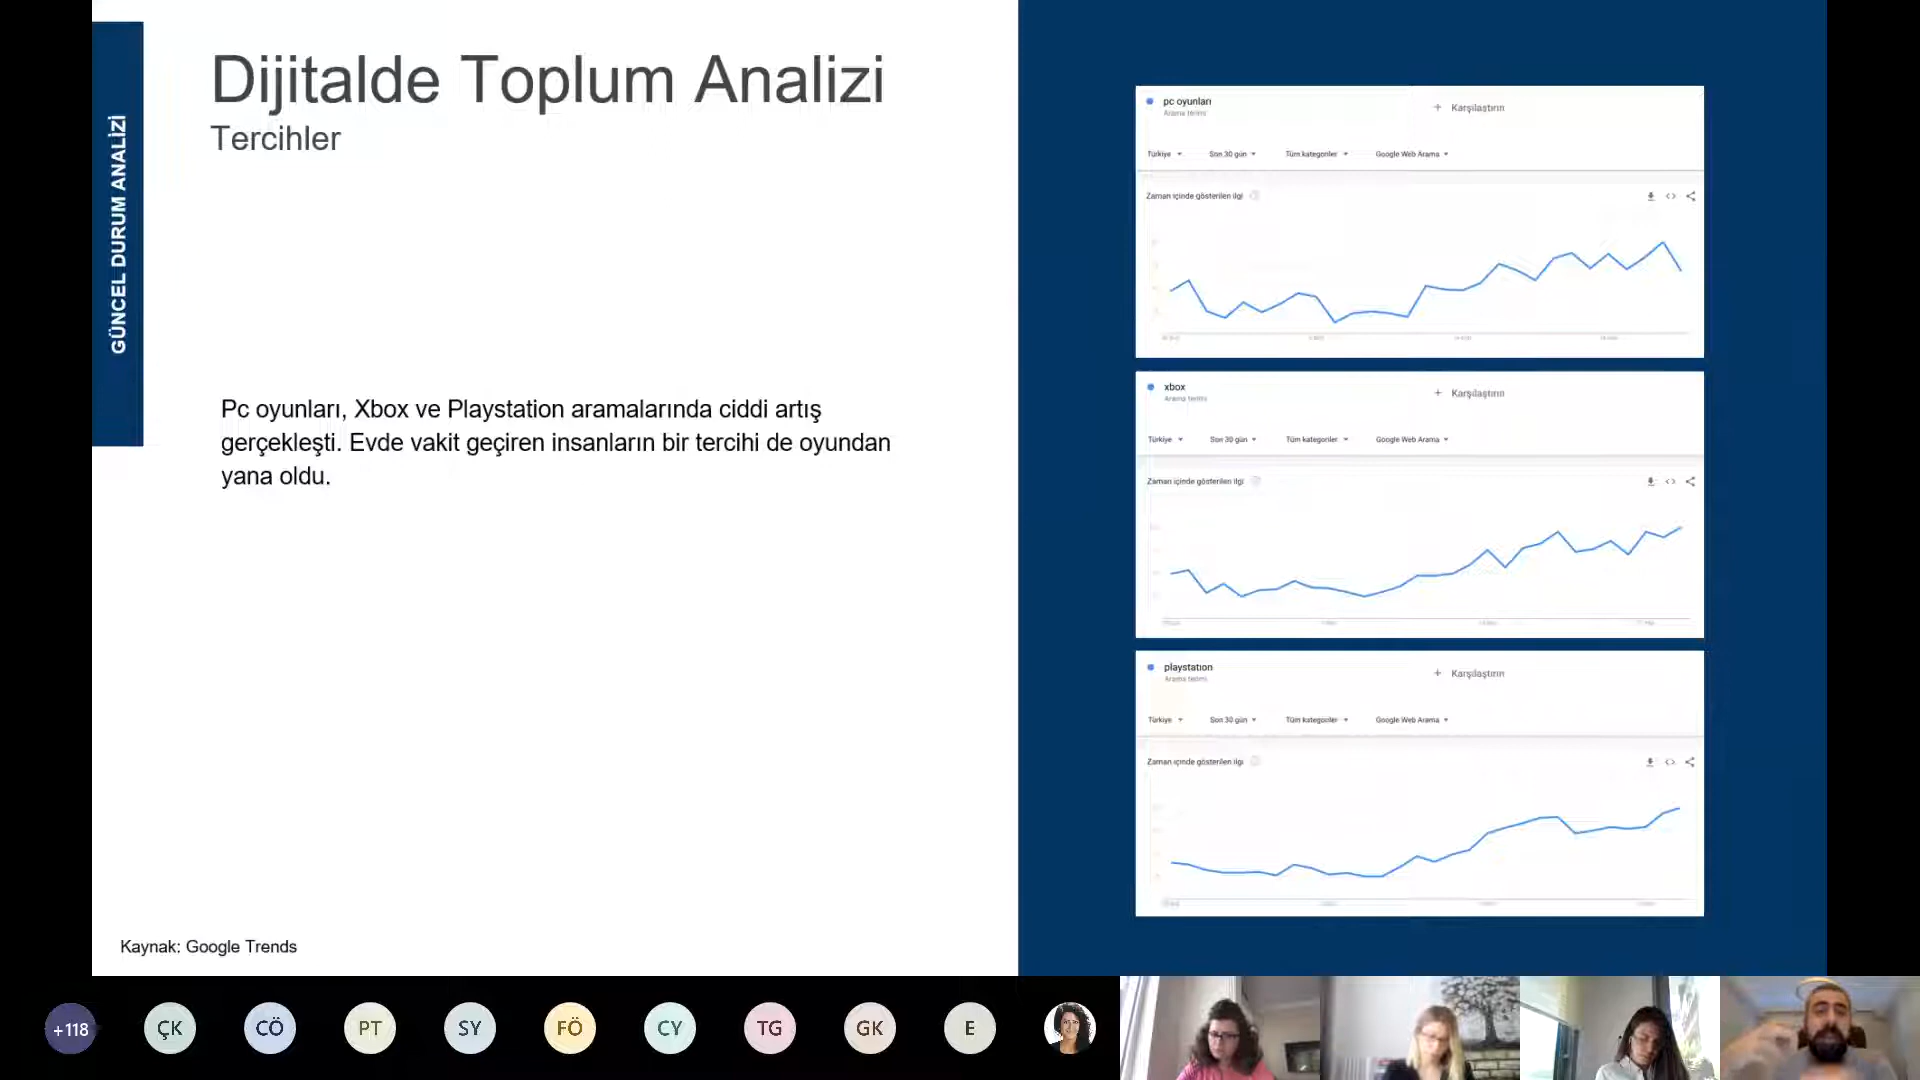 GÜNCEL DURUM ANALİZİ
Dijitalde Toplum Analizi
Tercihler
Pc oyunları, Xbox ve Playstation aramalarında ciddi artış
gerçekleşti. Evde vakit geçiren insanların bir tercihi de oyundan
yana oldu.
Kaynak: Google Trends
pc oyunları
Arama terimi
+ Karşılaştırın
Türkiye Son 30 gün Tüm kategoriler Google Web Arama
Zaman içinde gösterilen ilgi
xbox
Arama terimi
+ Karşılaştırın
Türkiye Son 30 gün Tüm kategoriler Google Web Arama
Zaman içinde gösterilen ilgi
playstation
Arama terimi
+ Karşılaştırın
Türkiye Son 30 gün Tüm kategoriler Google Web Arama
Zaman içinde gösterilen ilgi
+118 ÇK CÖ PT SY FÖ CY TG GK E